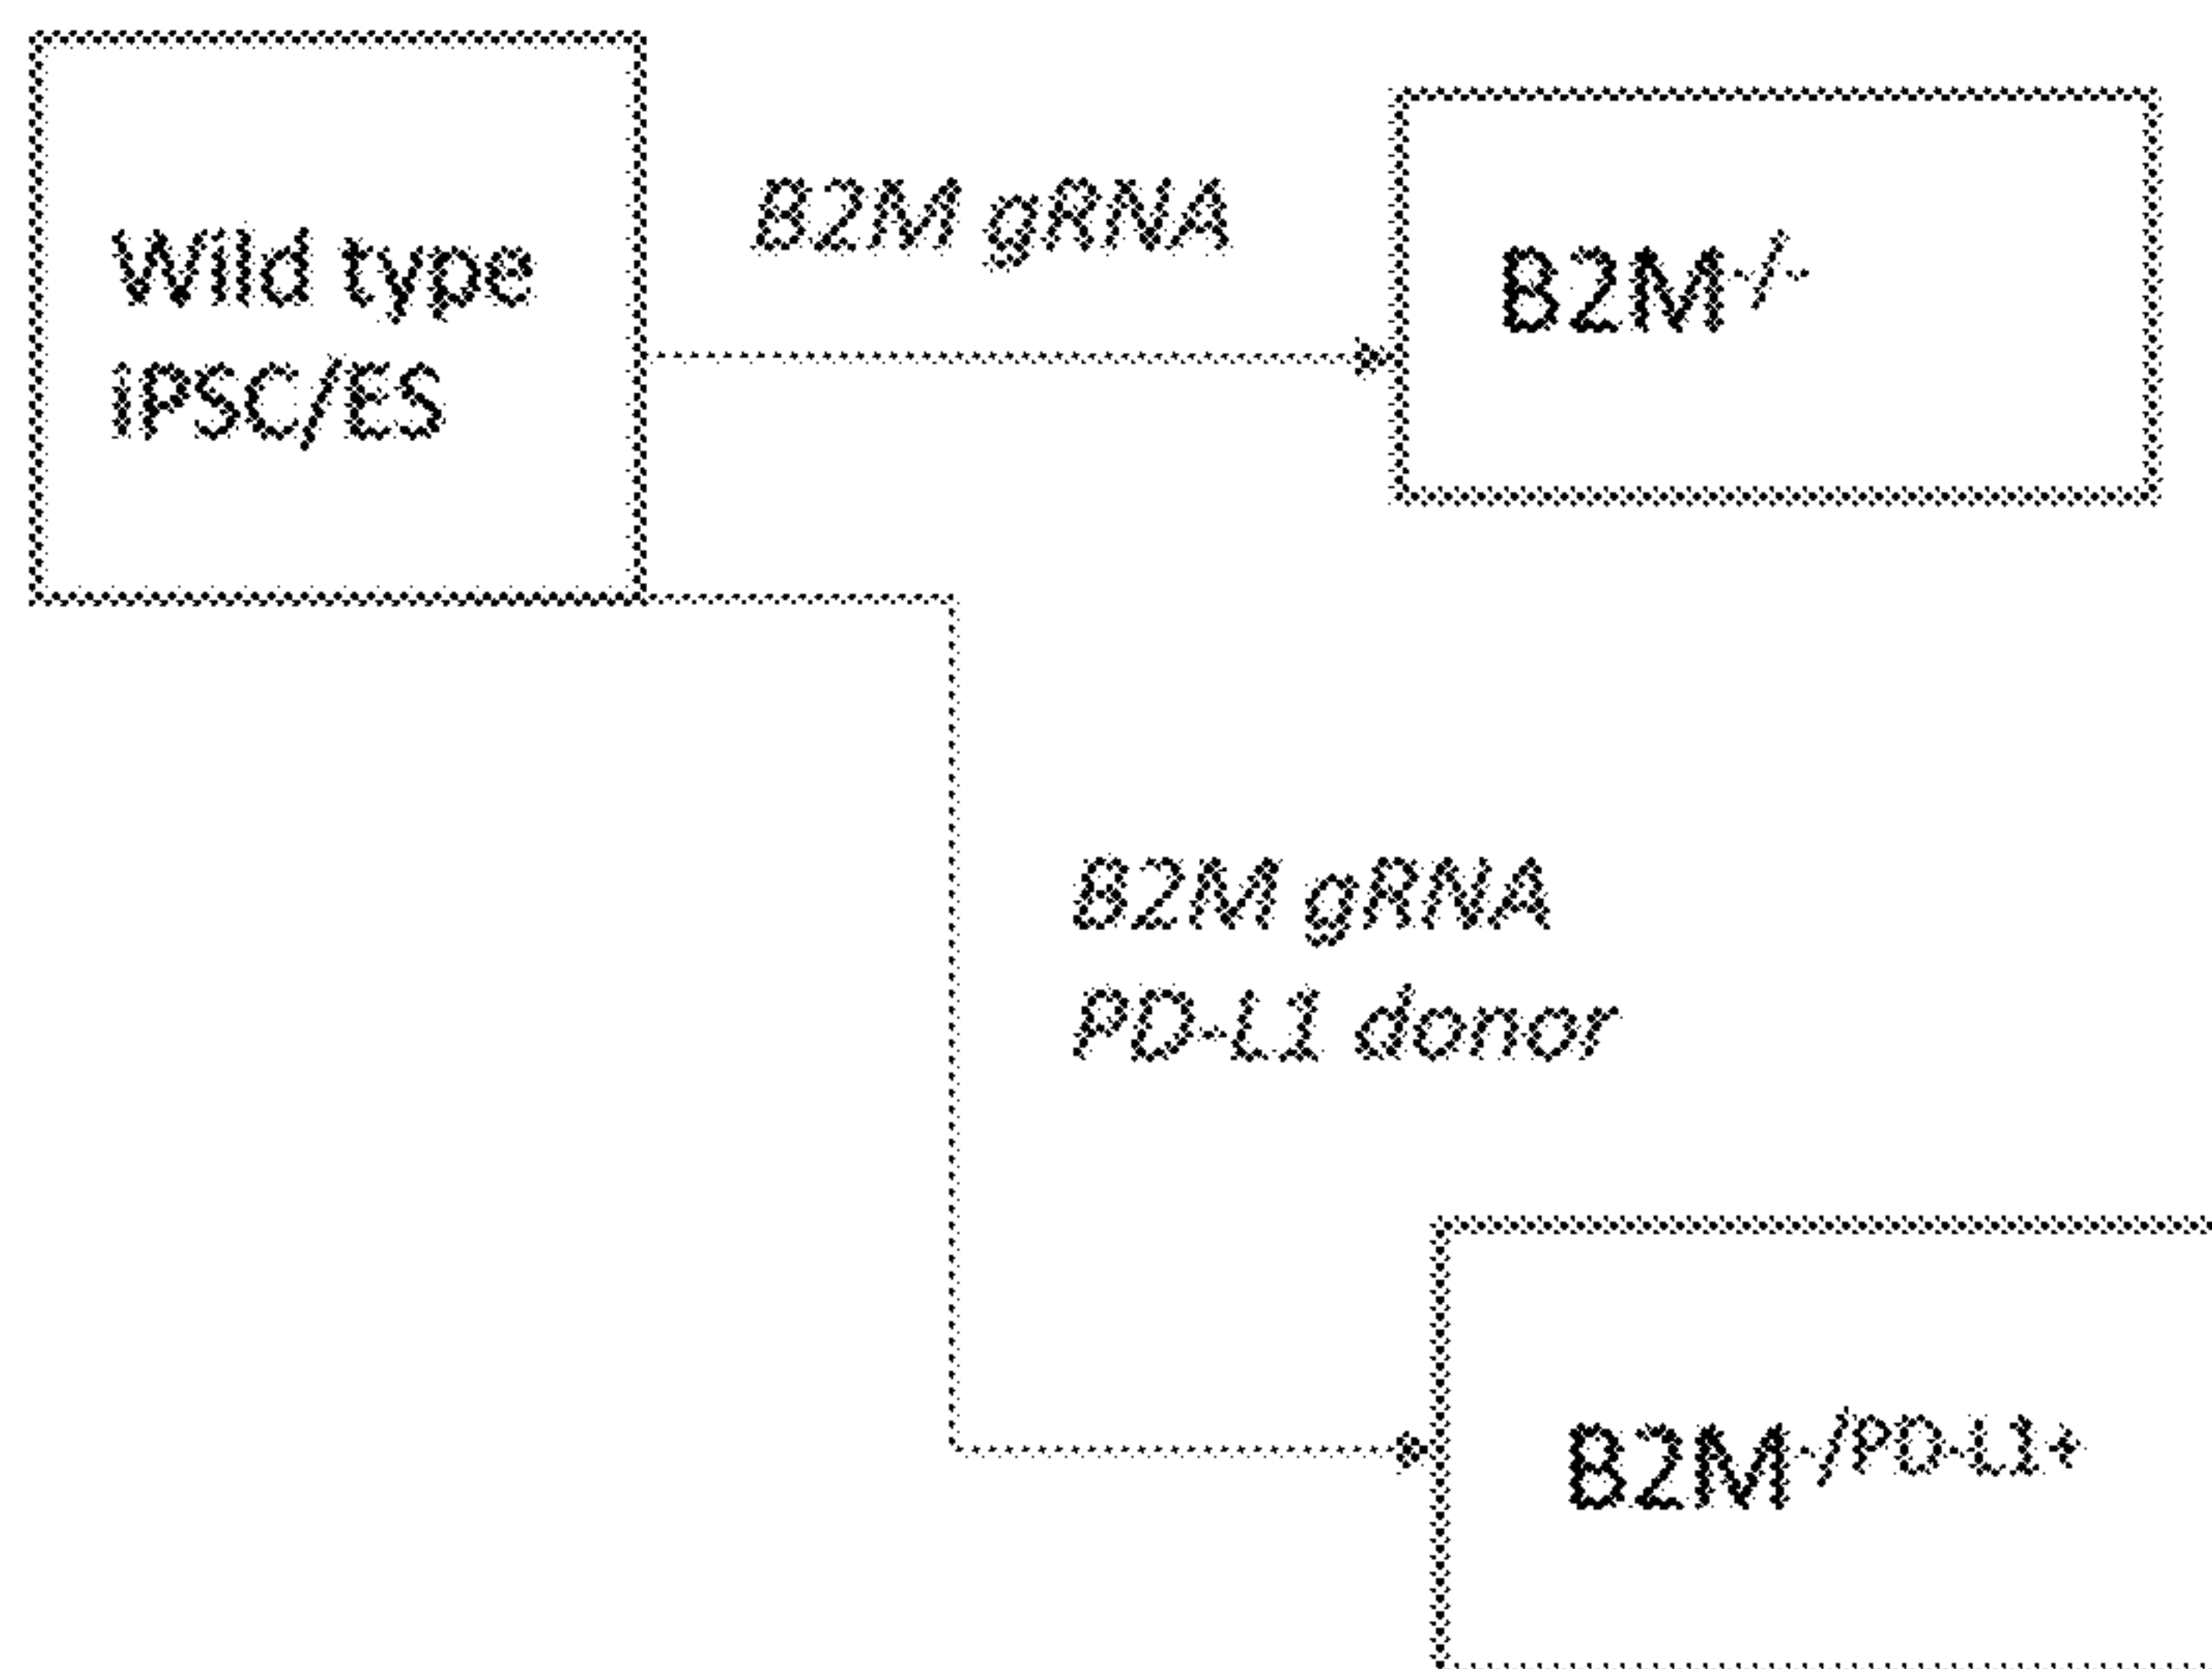 Wild type
iPSC/ES
B2M gRNA
B2M-/-
B2M gRNA
PD-L1 donor
B2M-/PD-L1+